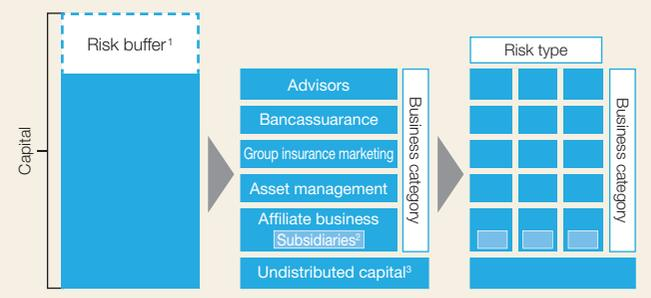 Capital
Risk buffer¹
Advisors
Bancassuarance
Group insurance marketing
Asset management
Affiliate business
Subsidiaries²
Business category
Undistributed capital³
Risk type
Business category